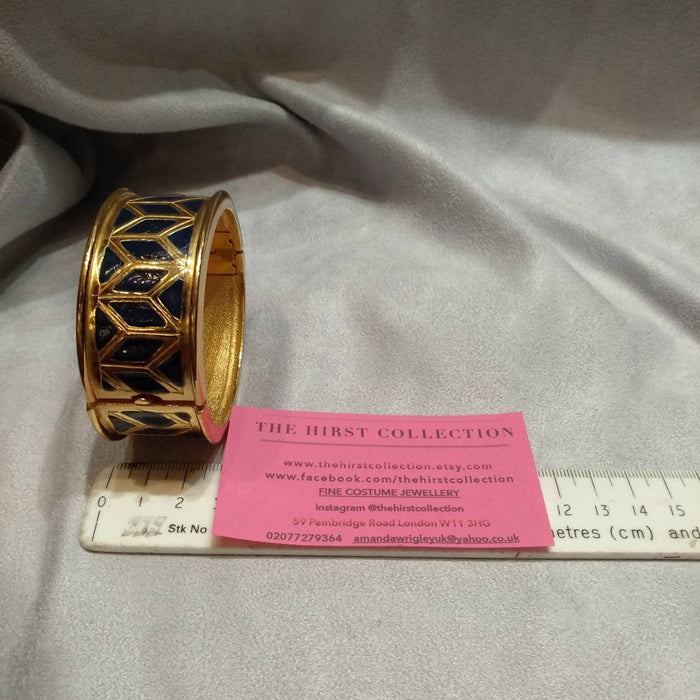 THE HIRST COLLECTION
www.thehirstcollection.etsy.com
www.facebook.com/thehirstcollection
FINE COSTUME JEWELLERY
instagram @thehirstcollection
59 Pembridge Road London W11 3HG
02077279364 amandawrigleyuk@yahoo.co.uk
0 1 2 12 13 14 15
Stk No etres (cm) and